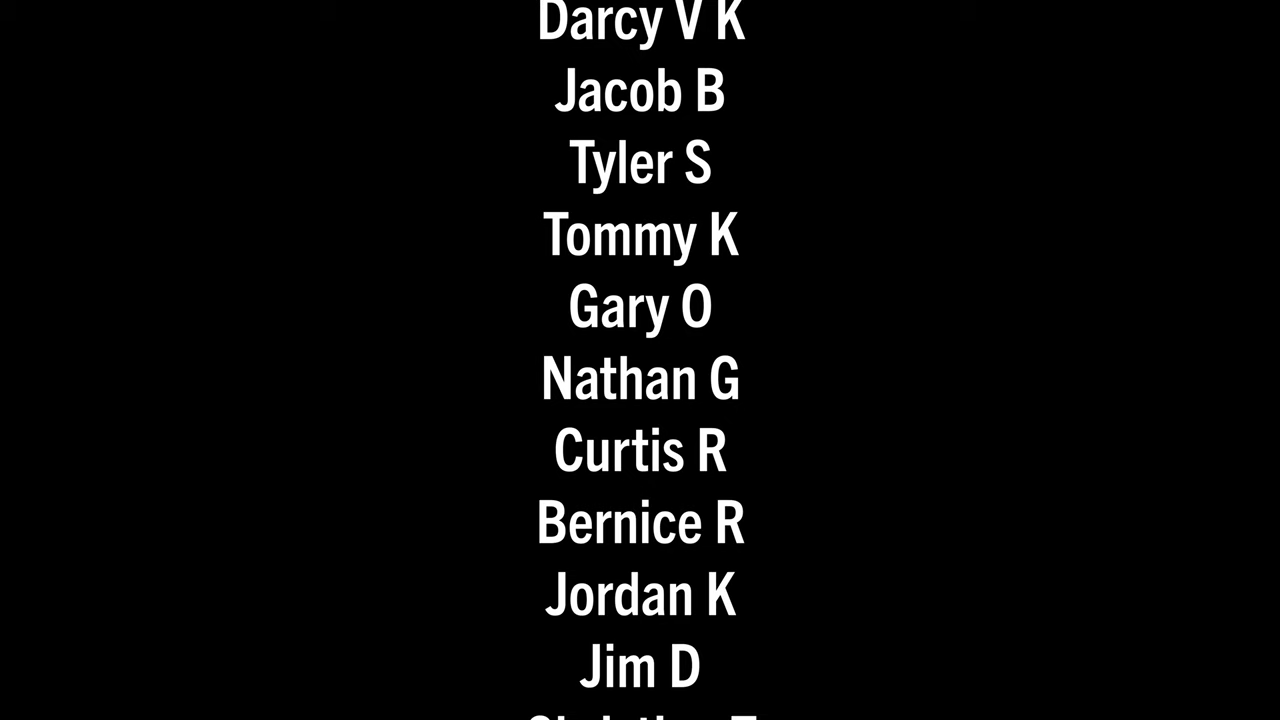 Darcy V K
Jacob B
Tyler S
Tommy K
Gary O
Nathan G
Curtis R
Bernice R
Jordan K
Jim D